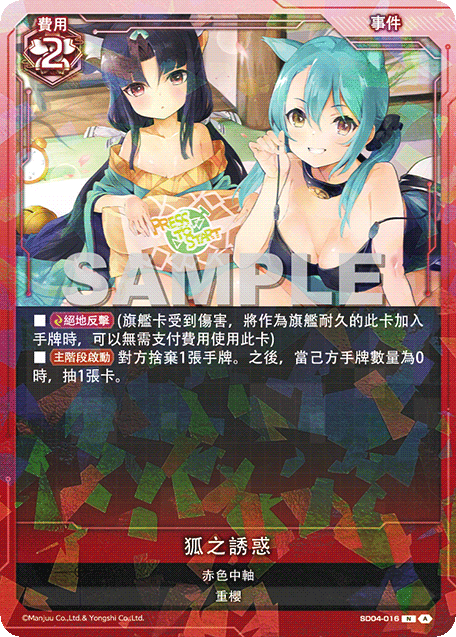 費用
事件
2
PRESS
START
SAMPLE
■ 絕地反擊 (旗艦卡受到傷害，將作為旗艦耐久的此卡加入
手牌時，可以無需支付費用使用此卡)
■ 主階段啟動 對方捨棄1張手牌。之後，當己方手牌數量為0
時，抽1張卡。
狐之誘惑
赤色中軸
重櫻
©Manjuu Co.,Ltd.& Yongshi Co.,Ltd.
SD04-016 N A